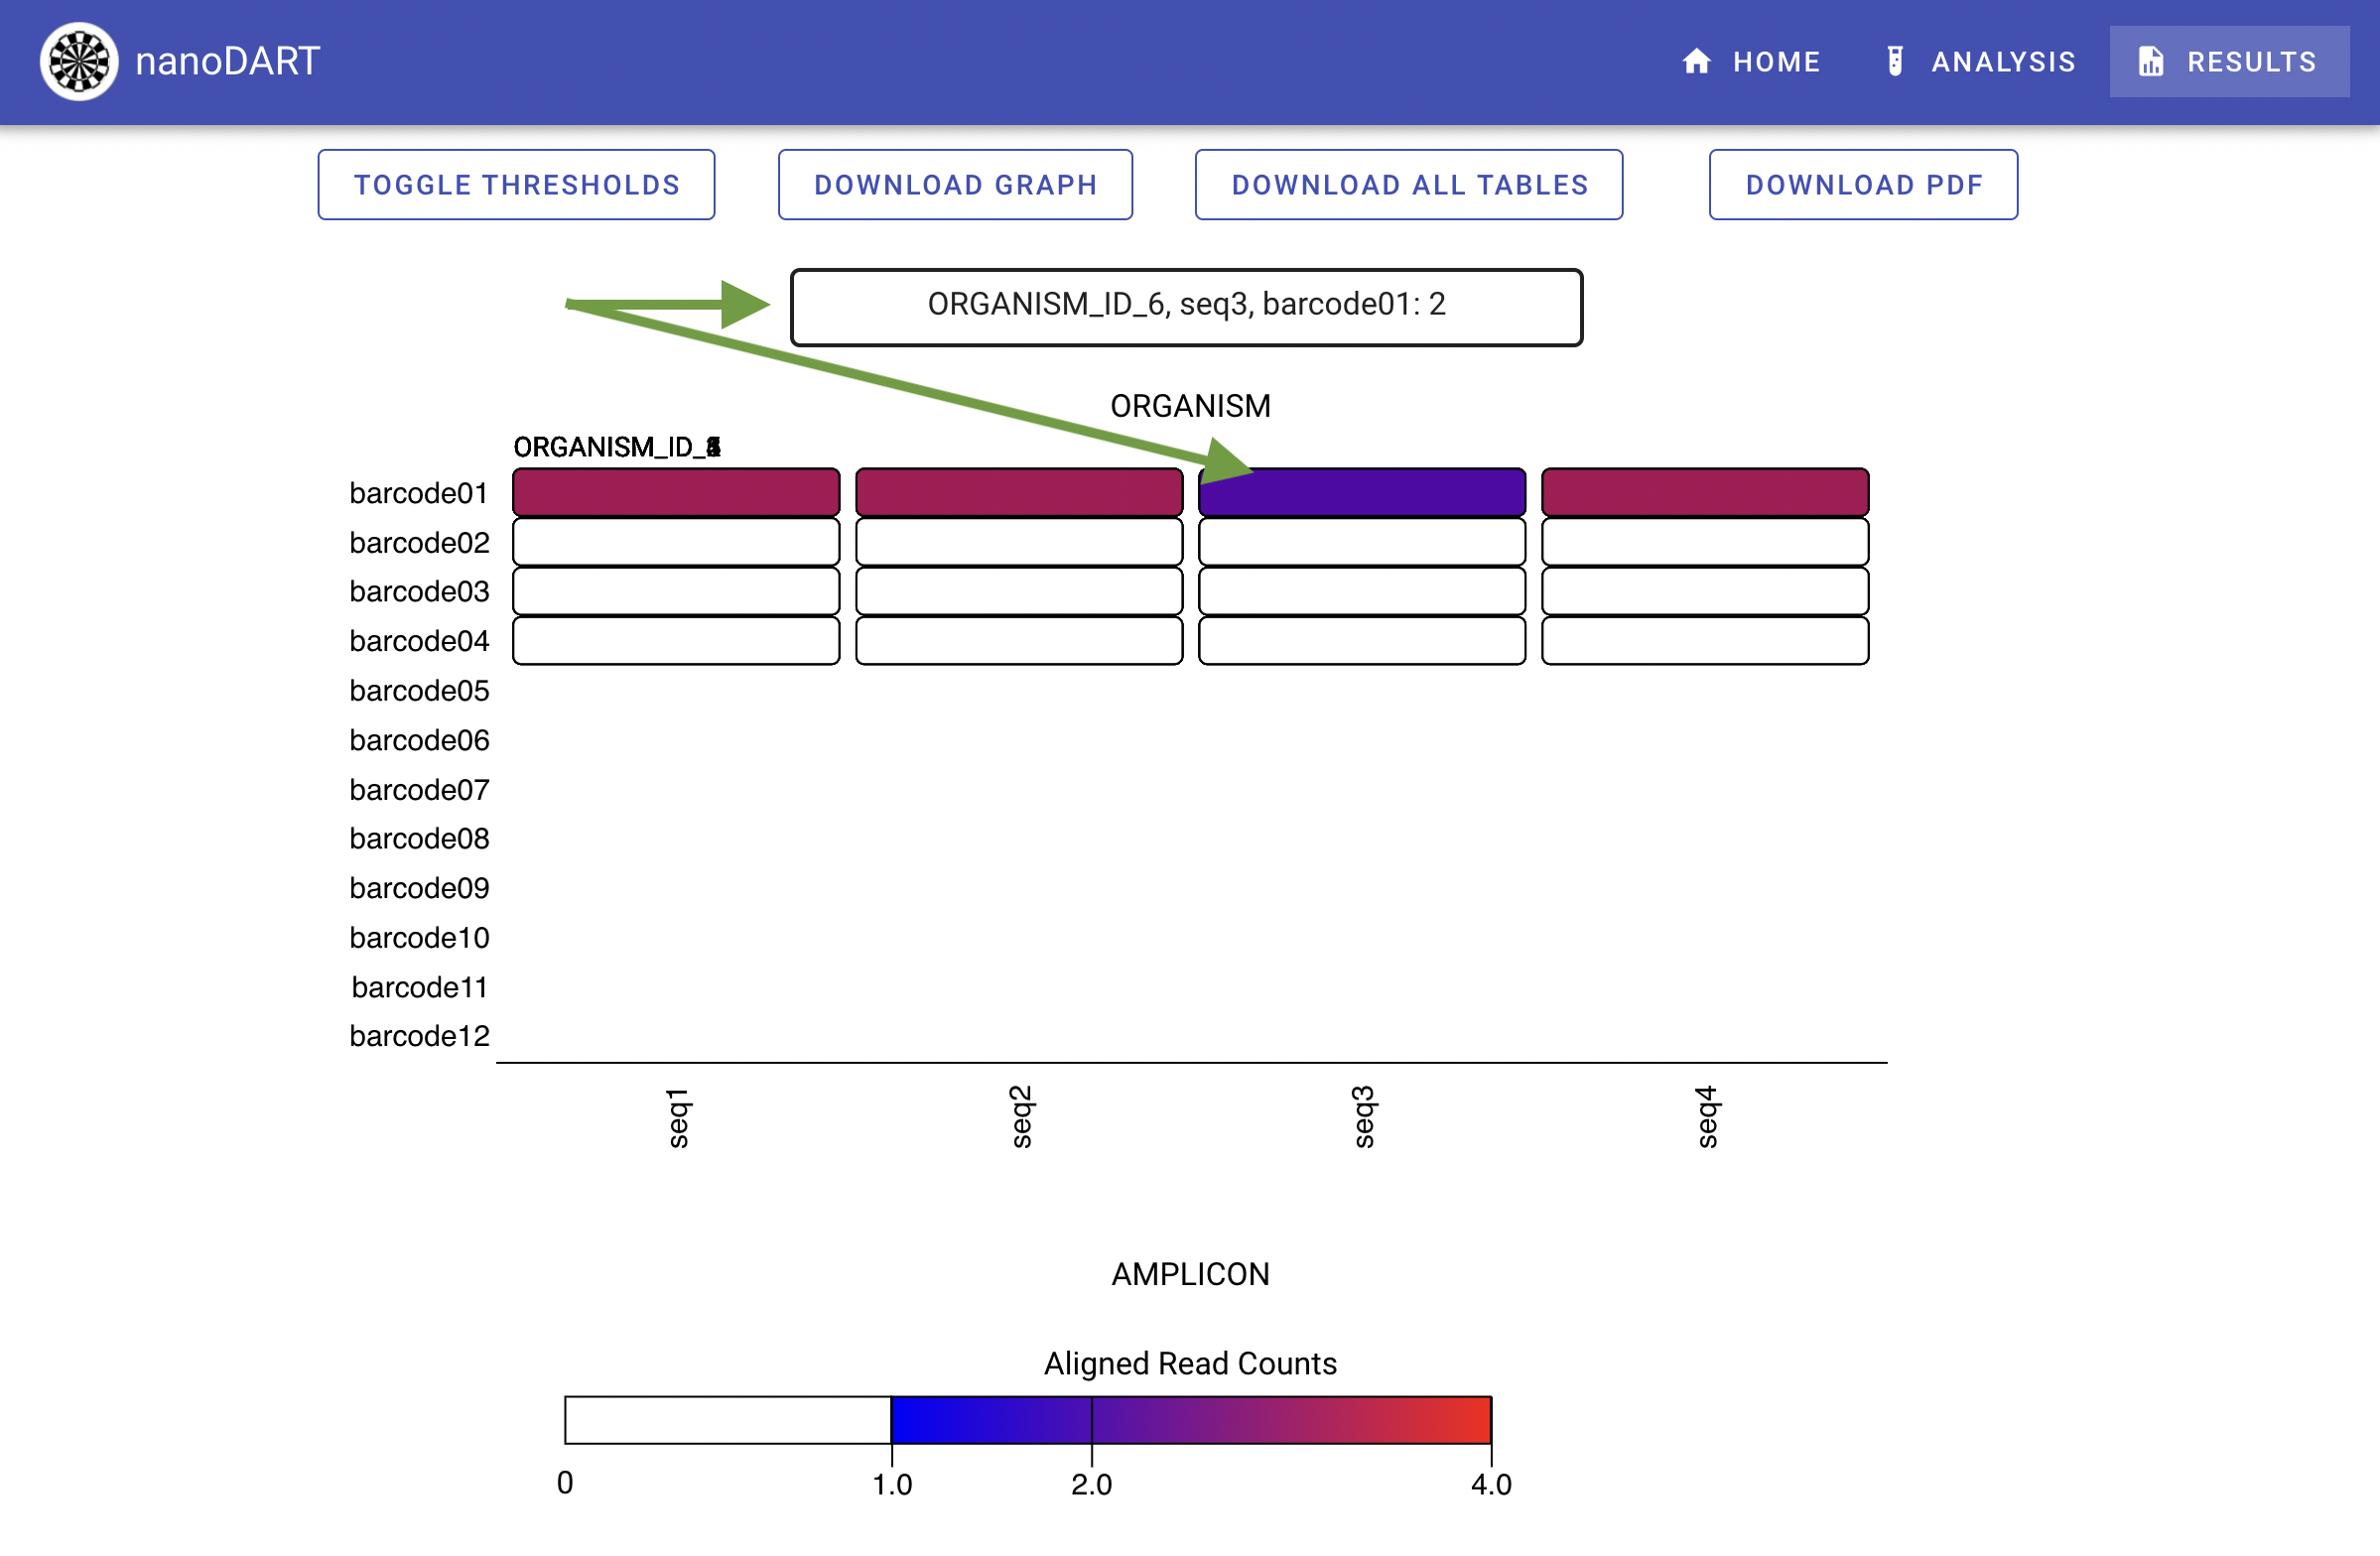 nanoDART
HOME
ANALYSIS
RESULTS
TOGGLE THRESHOLDS
DOWNLOAD GRAPH
DOWNLOAD ALL TABLES
DOWNLOAD PDF
ORGANISM_ID_6, seq3, barcode01: 2
ORGANISM
barcode01
barcode02
barcode03
barcode04
barcode05
barcode06
barcode07
barcode08
barcode09
barcode10
barcode11
barcode12
seq1
seq2
seq3
seq4
AMPLICON
Aligned Read Counts
0
1.0
2.0
4.0